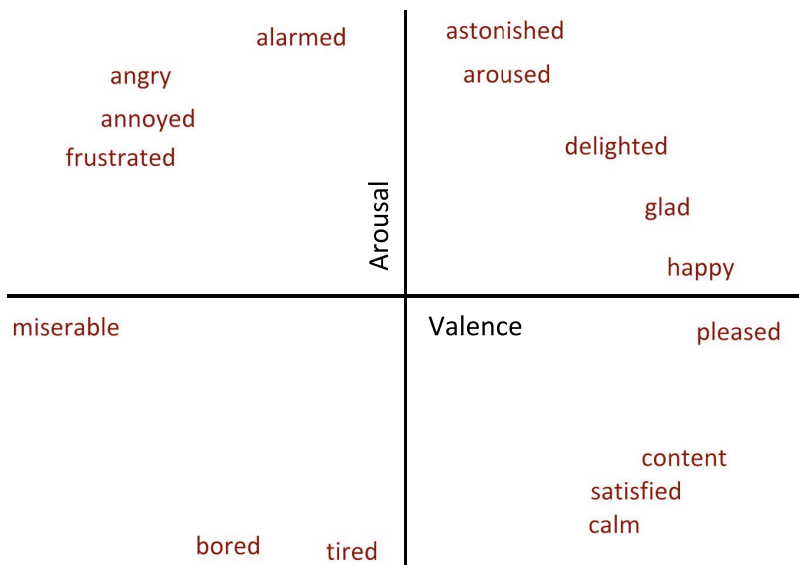 astonished
alarmed
aroused
angry
annoyed
delighted
frustrated
glad
Arousal
happy
miserable
Valence
pleased
content
satisfied
calm
bored
tired